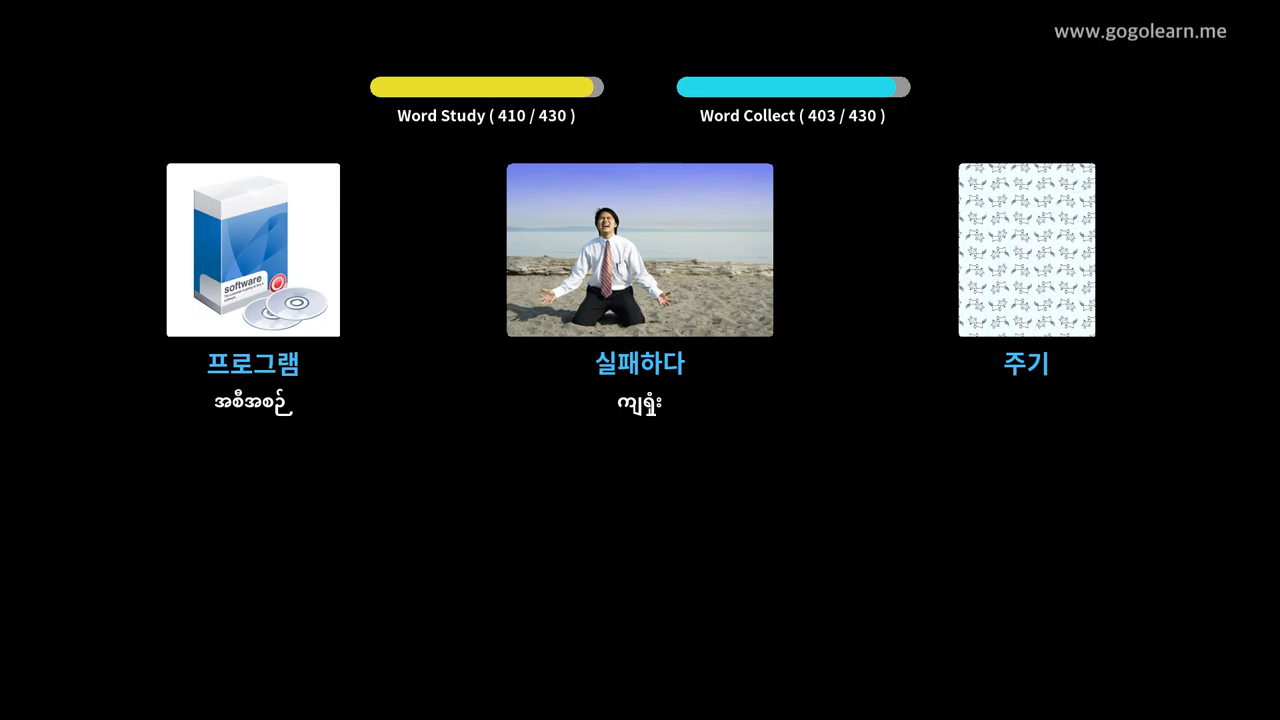 www.gogolearn.me
Word Study ( 410 / 430 )
Word Collect ( 403 / 430 )
software
프로그램
실패하다
주기
အစီအစဉ်
ကျရှုံး